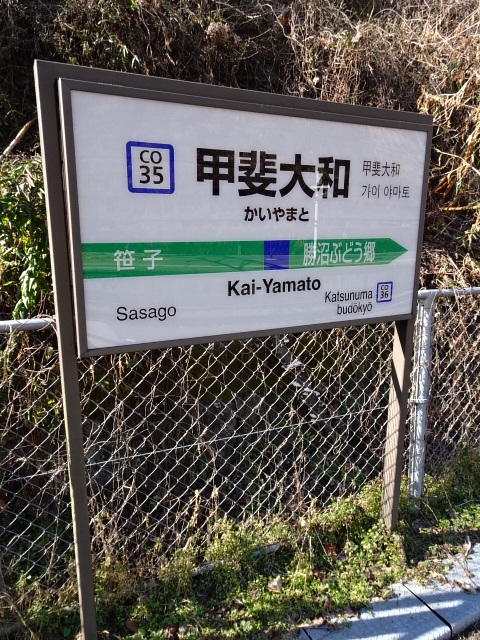 CO
35
甲斐大和
かいやまと
甲斐大和
가이 야마토
笹子
勝沼ぶどう郷
Kai-Yamato
Sasago
Katsunuma
budōkyō
CO
36